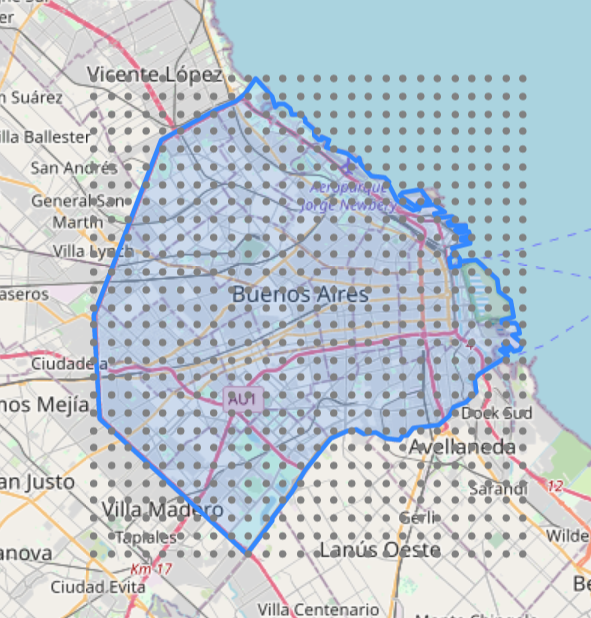 er
Vicente López
n Suárez
illa Ballester
San Andrés
General San
Martín
Aeroparque
Jorge Newbery
Villa Lynch
aseros
Buenos Aires
Ciudadela
nos Mejía
AU1
Dock Sud
Avellaneda
an Justo
Sarandí
12
Villa Madero
Gerli
Wilde
Tapiales
anova
Lanús Oeste
Km 17
Ciudad Evita
Be
Villa Centenario